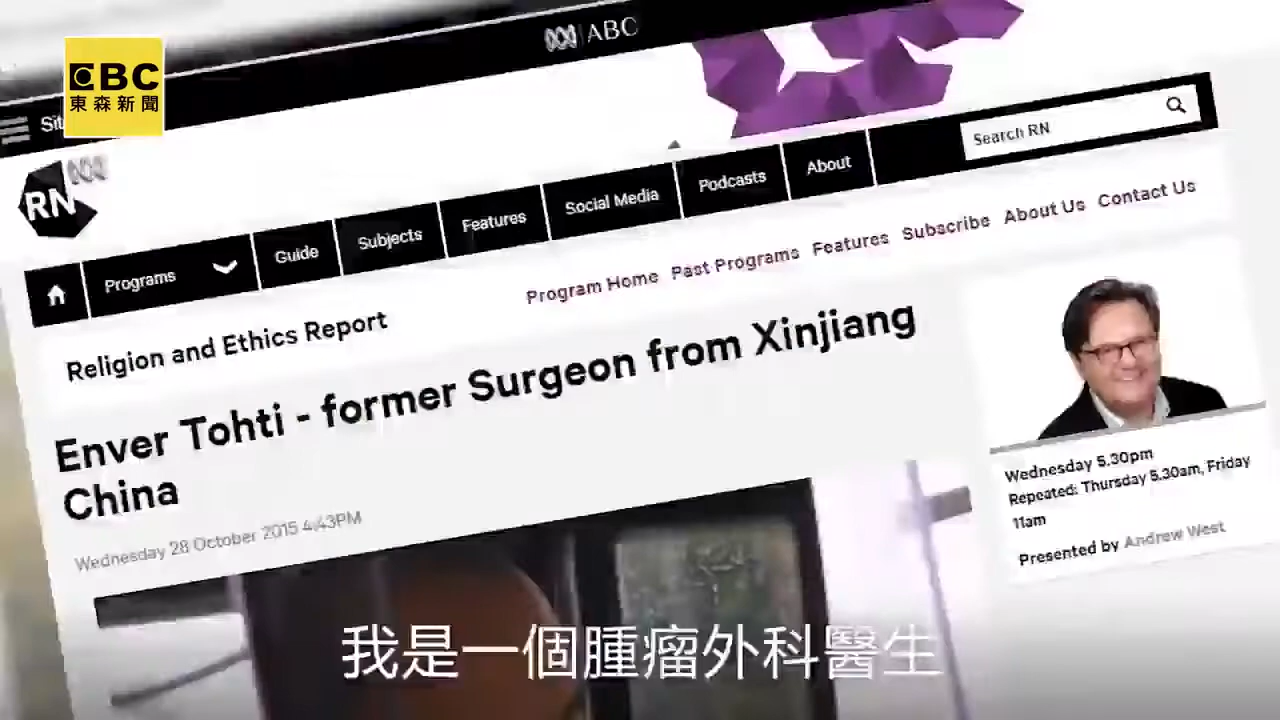 ABC
EBC
東森新聞
Sit
RN
Search RN
Programs
Guide
Subjects
Features
Social Media
Podcasts
About
Program Home
Past Programs
Features
Subscribe
About Us
Contact Us
Religion and Ethics Report
Enver Tohti - former Surgeon from Xinjiang
China
Wednesday 28 October 2015 4:43PM
Wednesday 5.30pm
Repeated: Thursday 5.30am, Friday
11am
Presented by Andrew West
我是一個腫瘤外科醫生